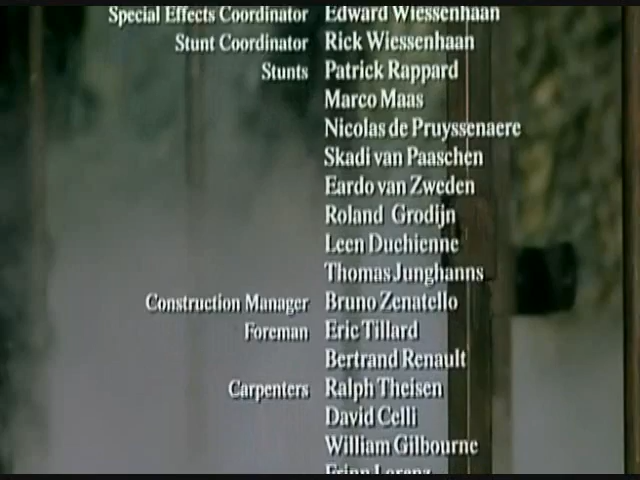 Special Effects Coordinator Edward Wiessenhaan
Stunt Coordinator Rick Wiessenhaan
Stunts Patrick Rappard
Marco Maas
Nicolas de Pruyssenaere
Skadi van Paaschen
Eardo van Zweden
Roland Grodijn
Leen Duchienne
Thomas Junghanns
Construction Manager Bruno Zenatello
Foreman Eric Tillard
Bertrand Renault
Carpenters Ralph Theisen
David Celli
William Gilbourne